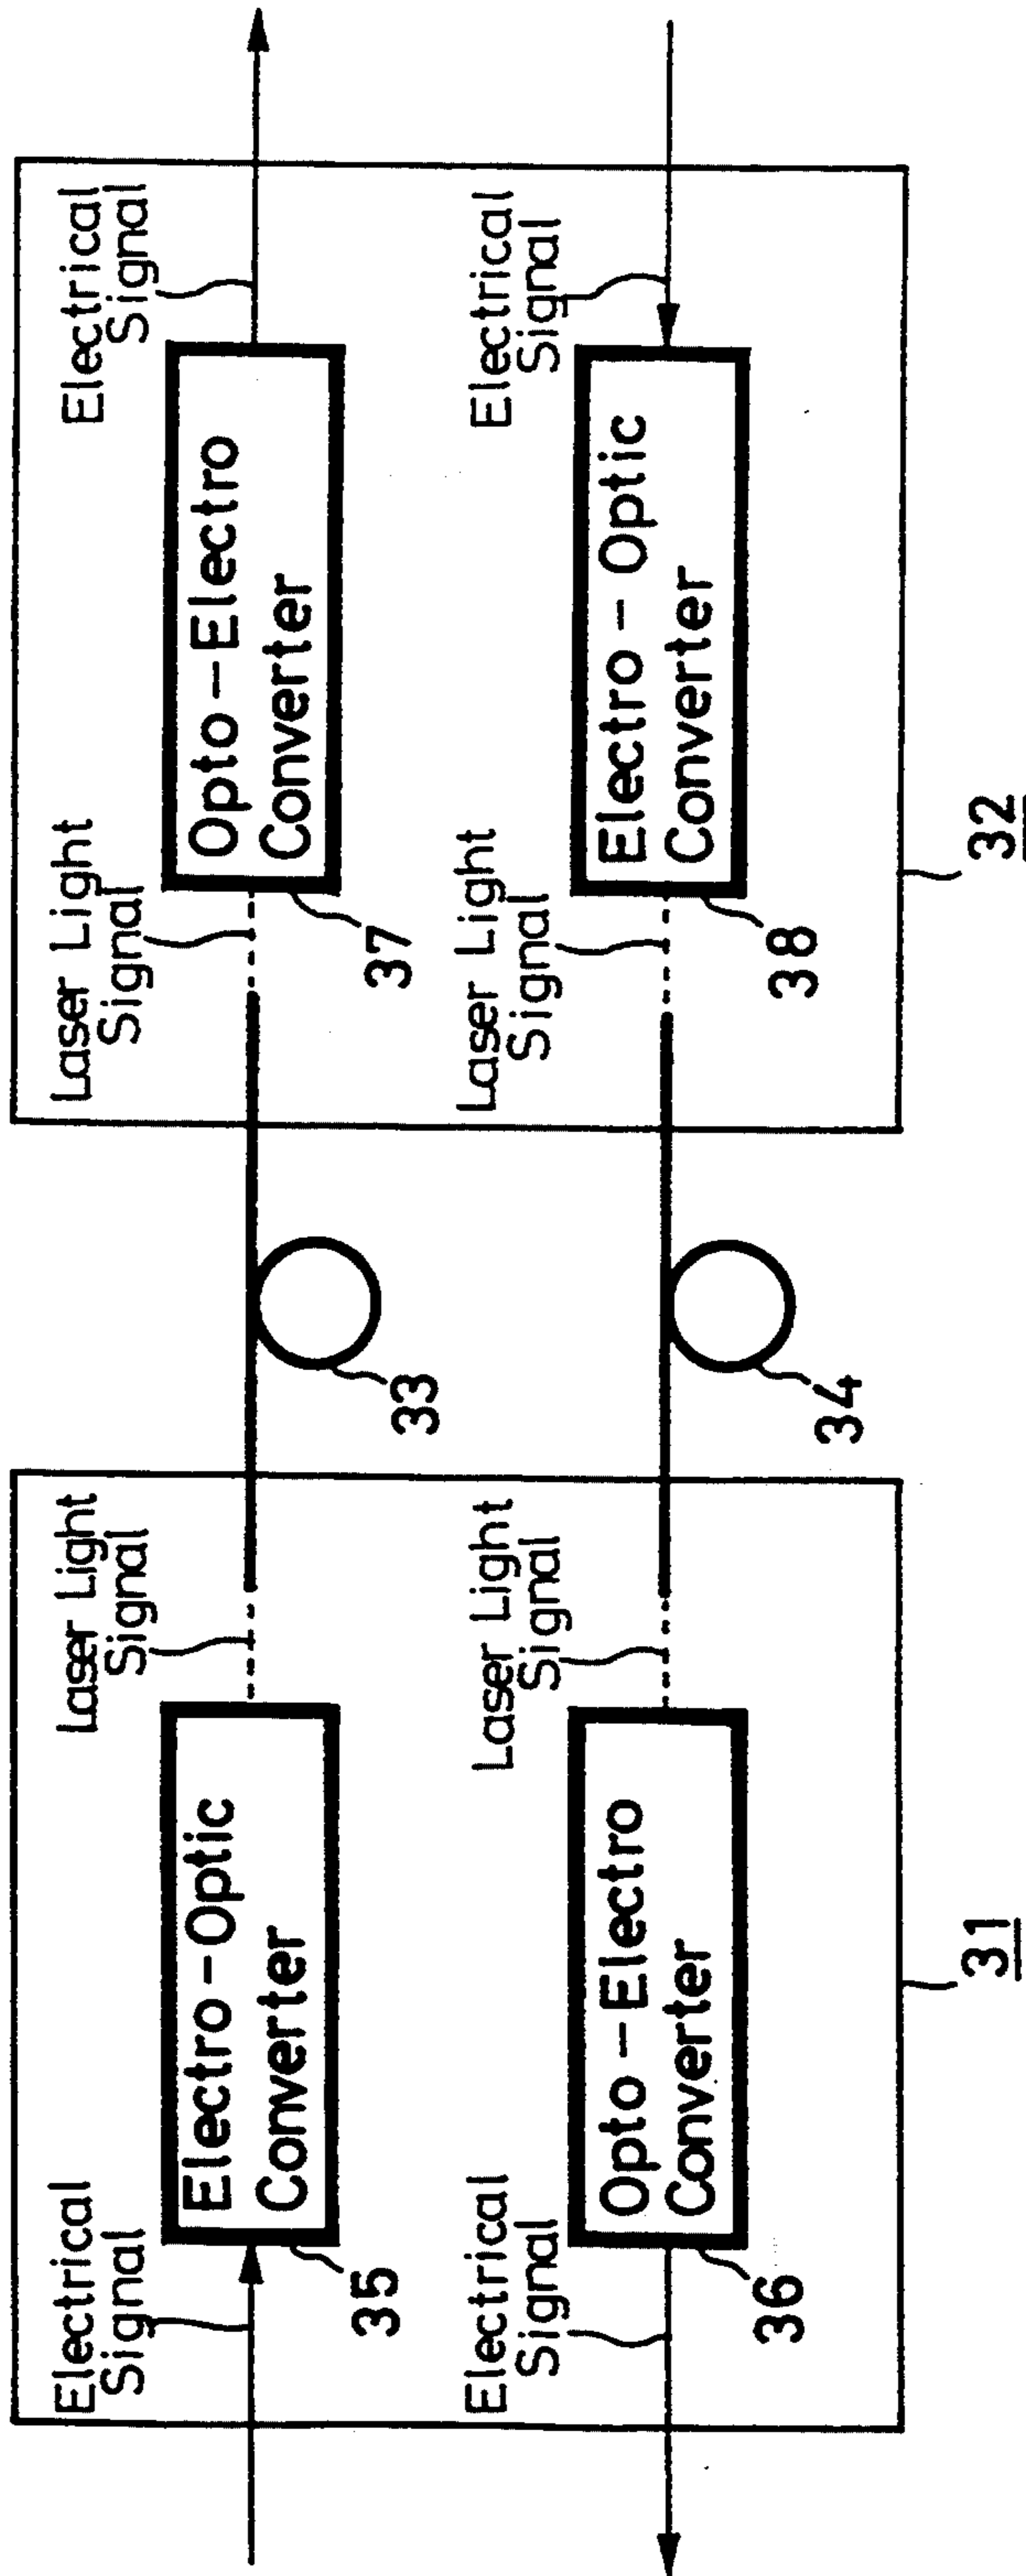 Electrical
Signal
Electro-Optic
Converter
35
Laser Light
Signal
33
Laser Light
Signal
Opto-Electro
Converter
37
Electrical
Signal
Electrical
Signal
Opto-Electro
Converter
36
Laser Light
Signal
34
Laser Light
Signal
Electro-Optic
Converter
38
Electrical
Signal
31
32